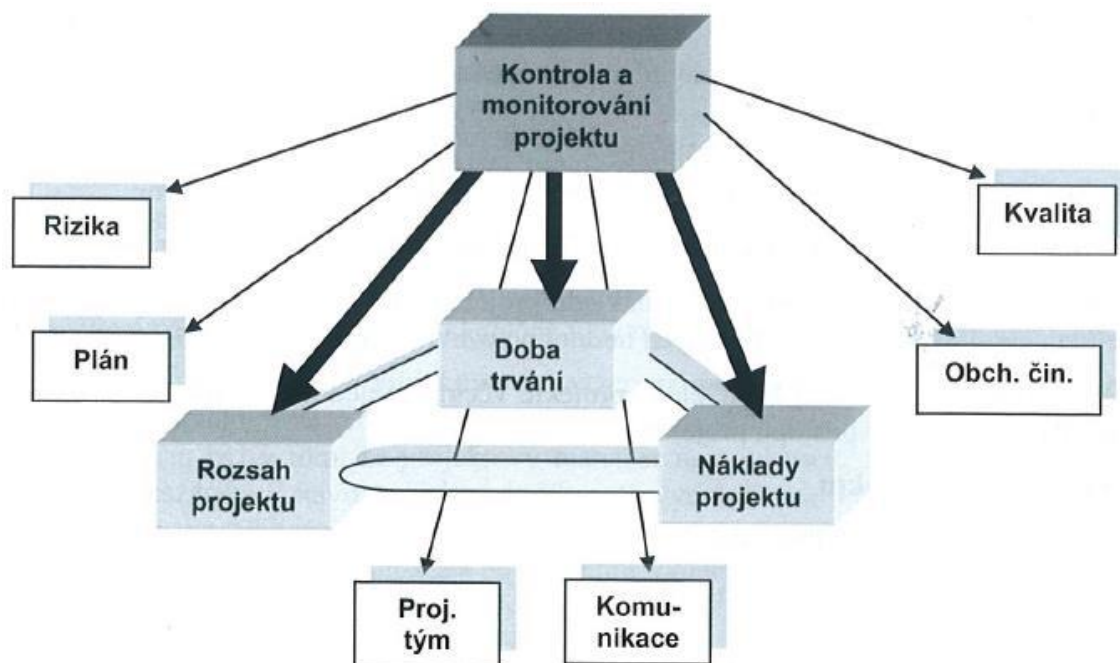 Kontrola a
monitorování
projektu
Rizika
Kvalita
Plán
Doba
trvání
Obch. čin.
Rozsah
projektu
Náklady
projektu
Proj.
tým
Komu-
nikace